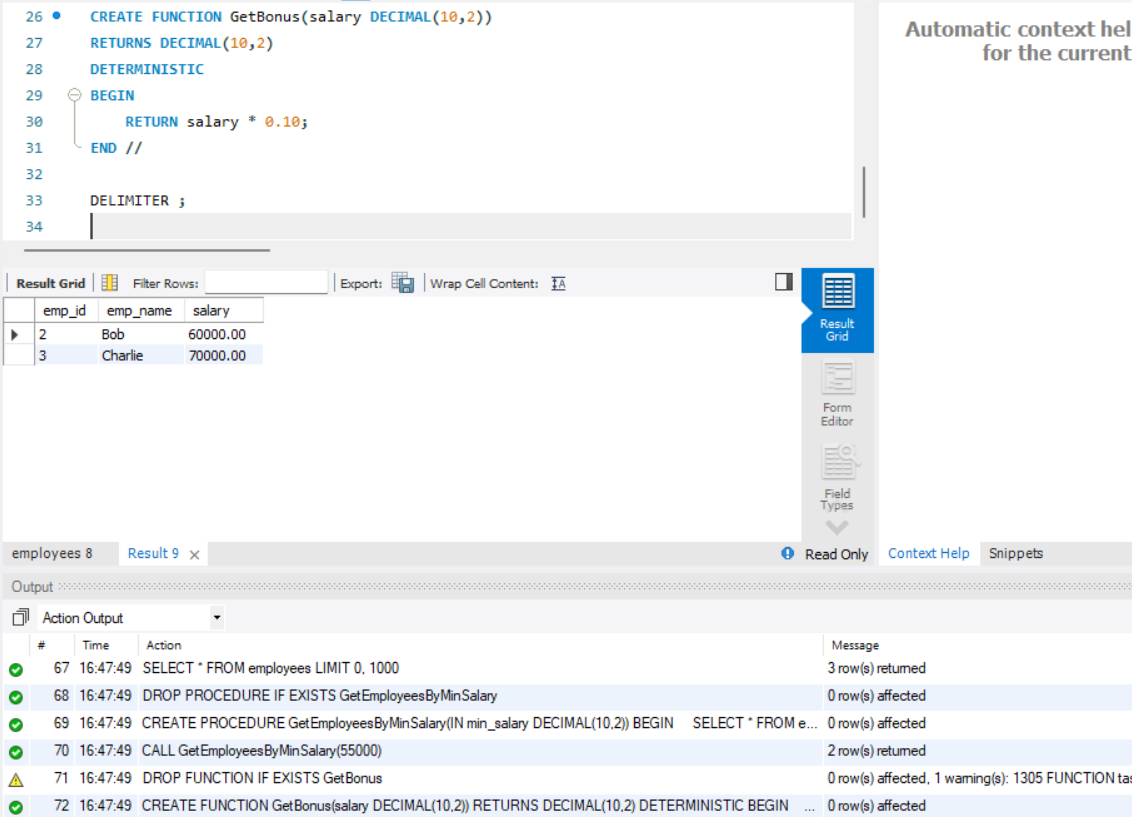 26 CREATE FUNCTION GetBonus(salary DECIMAL(10,2))
27 RETURNS DECIMAL(10,2)
28 DETERMINISTIC
29 BEGIN
30 RETURN salary * 0.10;
31 END //
32
33 DELIMITER ;
34
Automatic context hel
for the current
Result Grid Filter Rows: Export: Wrap Cell Content: IA
emp_id emp_name salary
2 Bob 60000.00
3 Charlie 70000.00
Result
Grid
Form
Editor
Field
Types
employees 8 Result 9 Read Only Context Help Snippets
Output
Action Output
# Time Action Message
67 16:47:49 SELECT * FROM employees LIMIT 0, 1000 3 row(s) returned
68 16:47:49 DROP PROCEDURE IF EXISTS GetEmployeesByMinSalary 0 row(s) affected
69 16:47:49 CREATE PROCEDURE GetEmployeesByMinSalary(IN min_salary DECIMAL(10,2)) BEGIN SELECT * FROM e... 0 row(s) affected
70 16:47:49 CALL GetEmployeesByMinSalary(55000) 2 row(s) returned
71 16:47:49 DROP FUNCTION IF EXISTS GetBonus 0 row(s) affected, 1 warning(s): 1305 FUNCTION tas
72 16:47:49 CREATE FUNCTION GetBonus(salary DECIMAL(10,2)) RETURNS DECIMAL(10,2) DETERMINISTIC BEGIN ... 0 row(s) affected